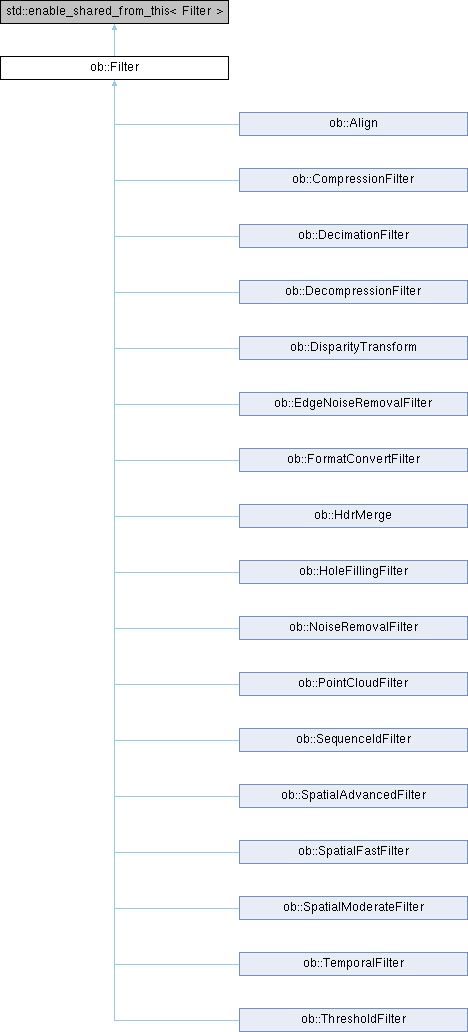 std::enable_shared_from_this< Filter >
ob::Filter
ob::Align
ob::CompressionFilter
ob::DecimationFilter
ob::DecompressionFilter
ob::DisparityTransform
ob::EdgeNoiseRemovalFilter
ob::FormatConvertFilter
ob::HdrMerge
ob::HoleFillingFilter
ob::NoiseRemovalFilter
ob::PointCloudFilter
ob::SequenceIdFilter
ob::SpatialAdvancedFilter
ob::SpatialFastFilter
ob::SpatialModerateFilter
ob::TemporalFilter
ob::ThresholdFilter